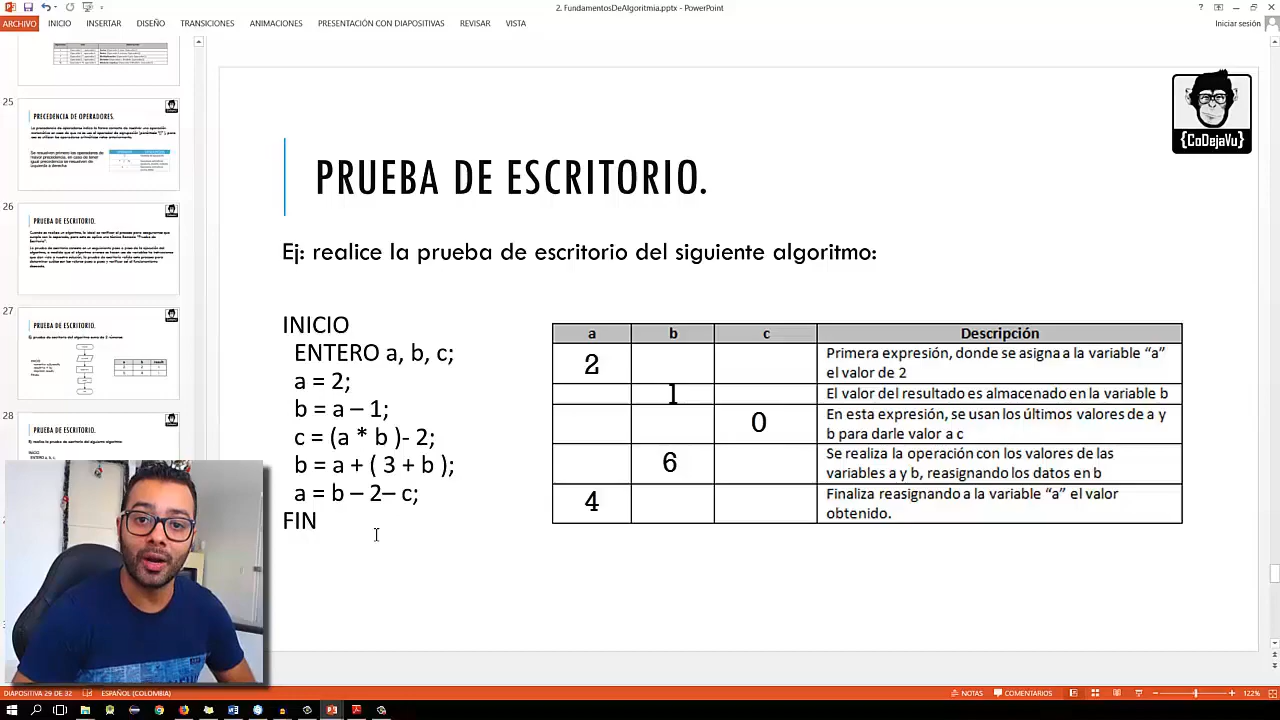 2. FundamentosDeAlgoritmia.pptx - PowerPoint
ARCHIVO INICIO INSERTAR DISEÑO TRANSICIONES ANIMACIONES PRESENTACIÓN CON DIAPOSITIVAS REVISAR VISTA Iniciar sesión
25
PRECEDENCIA DE OPERADORES.
26
PRUEBA DE ESCRITORIO.
27
PRUEBA DE ESCRITORIO.
28
PRUEBA DE ESCRITORIO.
{CoDejaVu}
PRUEBA DE ESCRITORIO.
Ej: realice la prueba de escritorio del siguiente algoritmo:
INICIO
ENTERO a, b, c;
a = 2;
b = a – 1;
c = (a * b )- 2;
b = a + ( 3 + b );
a = b – 2– c;
FIN
a b c Descripción
2 Primera expresión, donde se asigna a la variable “a”
el valor de 2
1 El valor del resultado es almacenado en la variable b
0 En esta expresión, se usan los últimos valores de a y
b para darle valor a c
6 Se realiza la operación con los valores de las
variables a y b, reasignando los datos en b
4 Finaliza reasignando a la variable “a” el valor
obtenido.
DIAPOSITIVA 29 DE 32 ESPAÑOL (COLOMBIA) NOTAS COMENTARIOS 122%